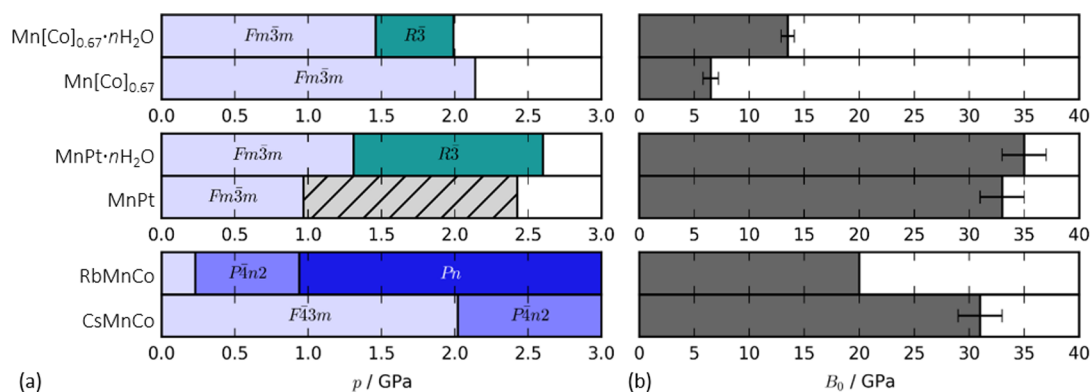 Mn[Co]₀.₆₇·nH₂O Fm3̄m R3̄
Mn[Co]₀.₆₇ Fm3̄m
0.0 0.5 1.0 1.5 2.0 2.5 3.0 0 5 10 15 20 25 30 35 40
MnPt·nH₂O Fm3̄m R3̄
MnPt Fm3̄m
0.0 0.5 1.0 1.5 2.0 2.5 3.0 0 5 10 15 20 25 30 35 40
RbMnCo P4̄n2 Pn
CsMnCo F4̄3m P4̄n2
0.0 0.5 1.0 1.5 2.0 2.5 3.0 0 5 10 15 20 25 30 35 40
(a) p / GPa (b) B₀ / GPa